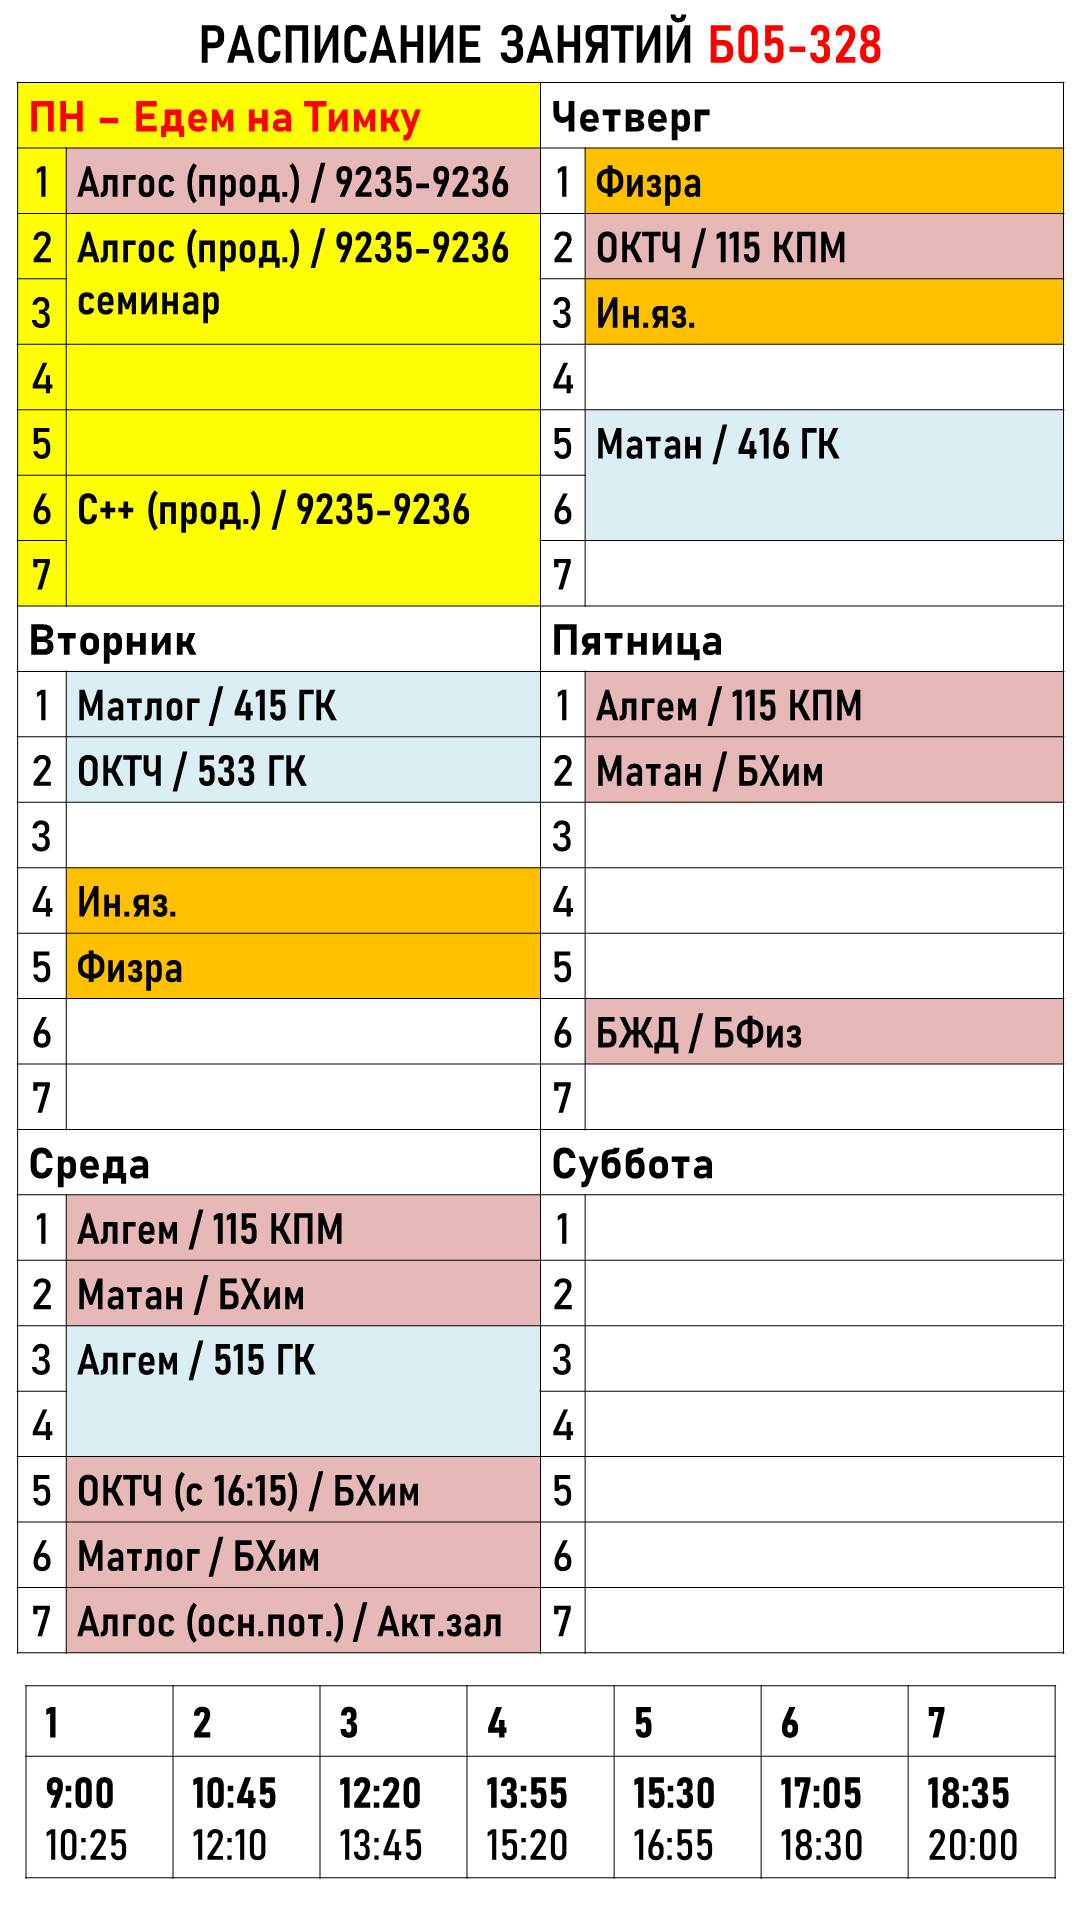 РАСПИСАНИЕ ЗАНЯТИЙ Б05-328
ПН – Едем на Тимку
1 Алгос (прод.) / 9235-9236
2 Алгос (прод.) / 9235-9236
3 семинар
4
5
6 С++ (прод.) / 9235-9236
7
Вторник
1 Матлог / 415 ГК
2 ОКТЧ / 533 ГК
3
4 Ин.яз.
5 Физра
6
7
Среда
1 Алгем / 115 КПМ
2 Матан / БХим
3 Алгем / 515 ГК
4
5 ОКТЧ (с 16:15) / БХим
6 Матлог / БХим
7 Алгос (осн.пот.) / Акт.зал
Четверг
1 Физра
2 ОКТЧ / 115 КПМ
3 Ин.яз.
4
5 Матан / 416 ГК
6
7
Пятница
1 Алгем / 115 КПМ
2 Матан / БХим
3
4
5
6 БЖД / БФиз
7
Суббота
1
2
3
4
5
6
7
1 2 3 4 5 6 7
9:00 10:45 12:20 13:55 15:30 17:05 18:35
10:25 12:10 13:45 15:20 16:55 18:30 20:00